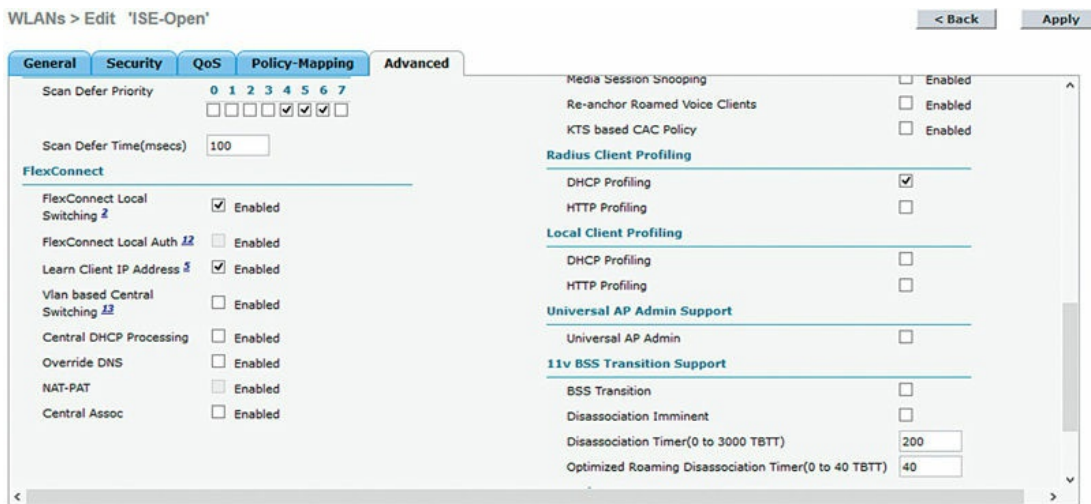 WLANs > Edit 'ISE-Open'
< Back
Apply
General
Security
QoS
Policy-Mapping
Advanced
Scan Defer Priority
0 1 2 3 4 5 6 7
Scan Defer Time(msecs)
100
FlexConnect
FlexConnect Local
Switching 2
Enabled
FlexConnect Local Auth 12
Enabled
Learn Client IP Address 5
Enabled
Vlan based Central
Switching 13
Enabled
Central DHCP Processing
Enabled
Override DNS
Enabled
NAT-PAT
Enabled
Central Assoc
Enabled
Media Session Snooping
Enabled
Re-anchor Roamed Voice Clients
Enabled
KTS based CAC Policy
Enabled
Radius Client Profiling
DHCP Profiling
HTTP Profiling
Local Client Profiling
DHCP Profiling
HTTP Profiling
Universal AP Admin Support
Universal AP Admin
11v BSS Transition Support
BSS Transition
Disassociation Imminent
Disassociation Timer(0 to 3000 TBTT)
200
Optimized Roaming Disassociation Timer(0 to 40 TBTT)
40